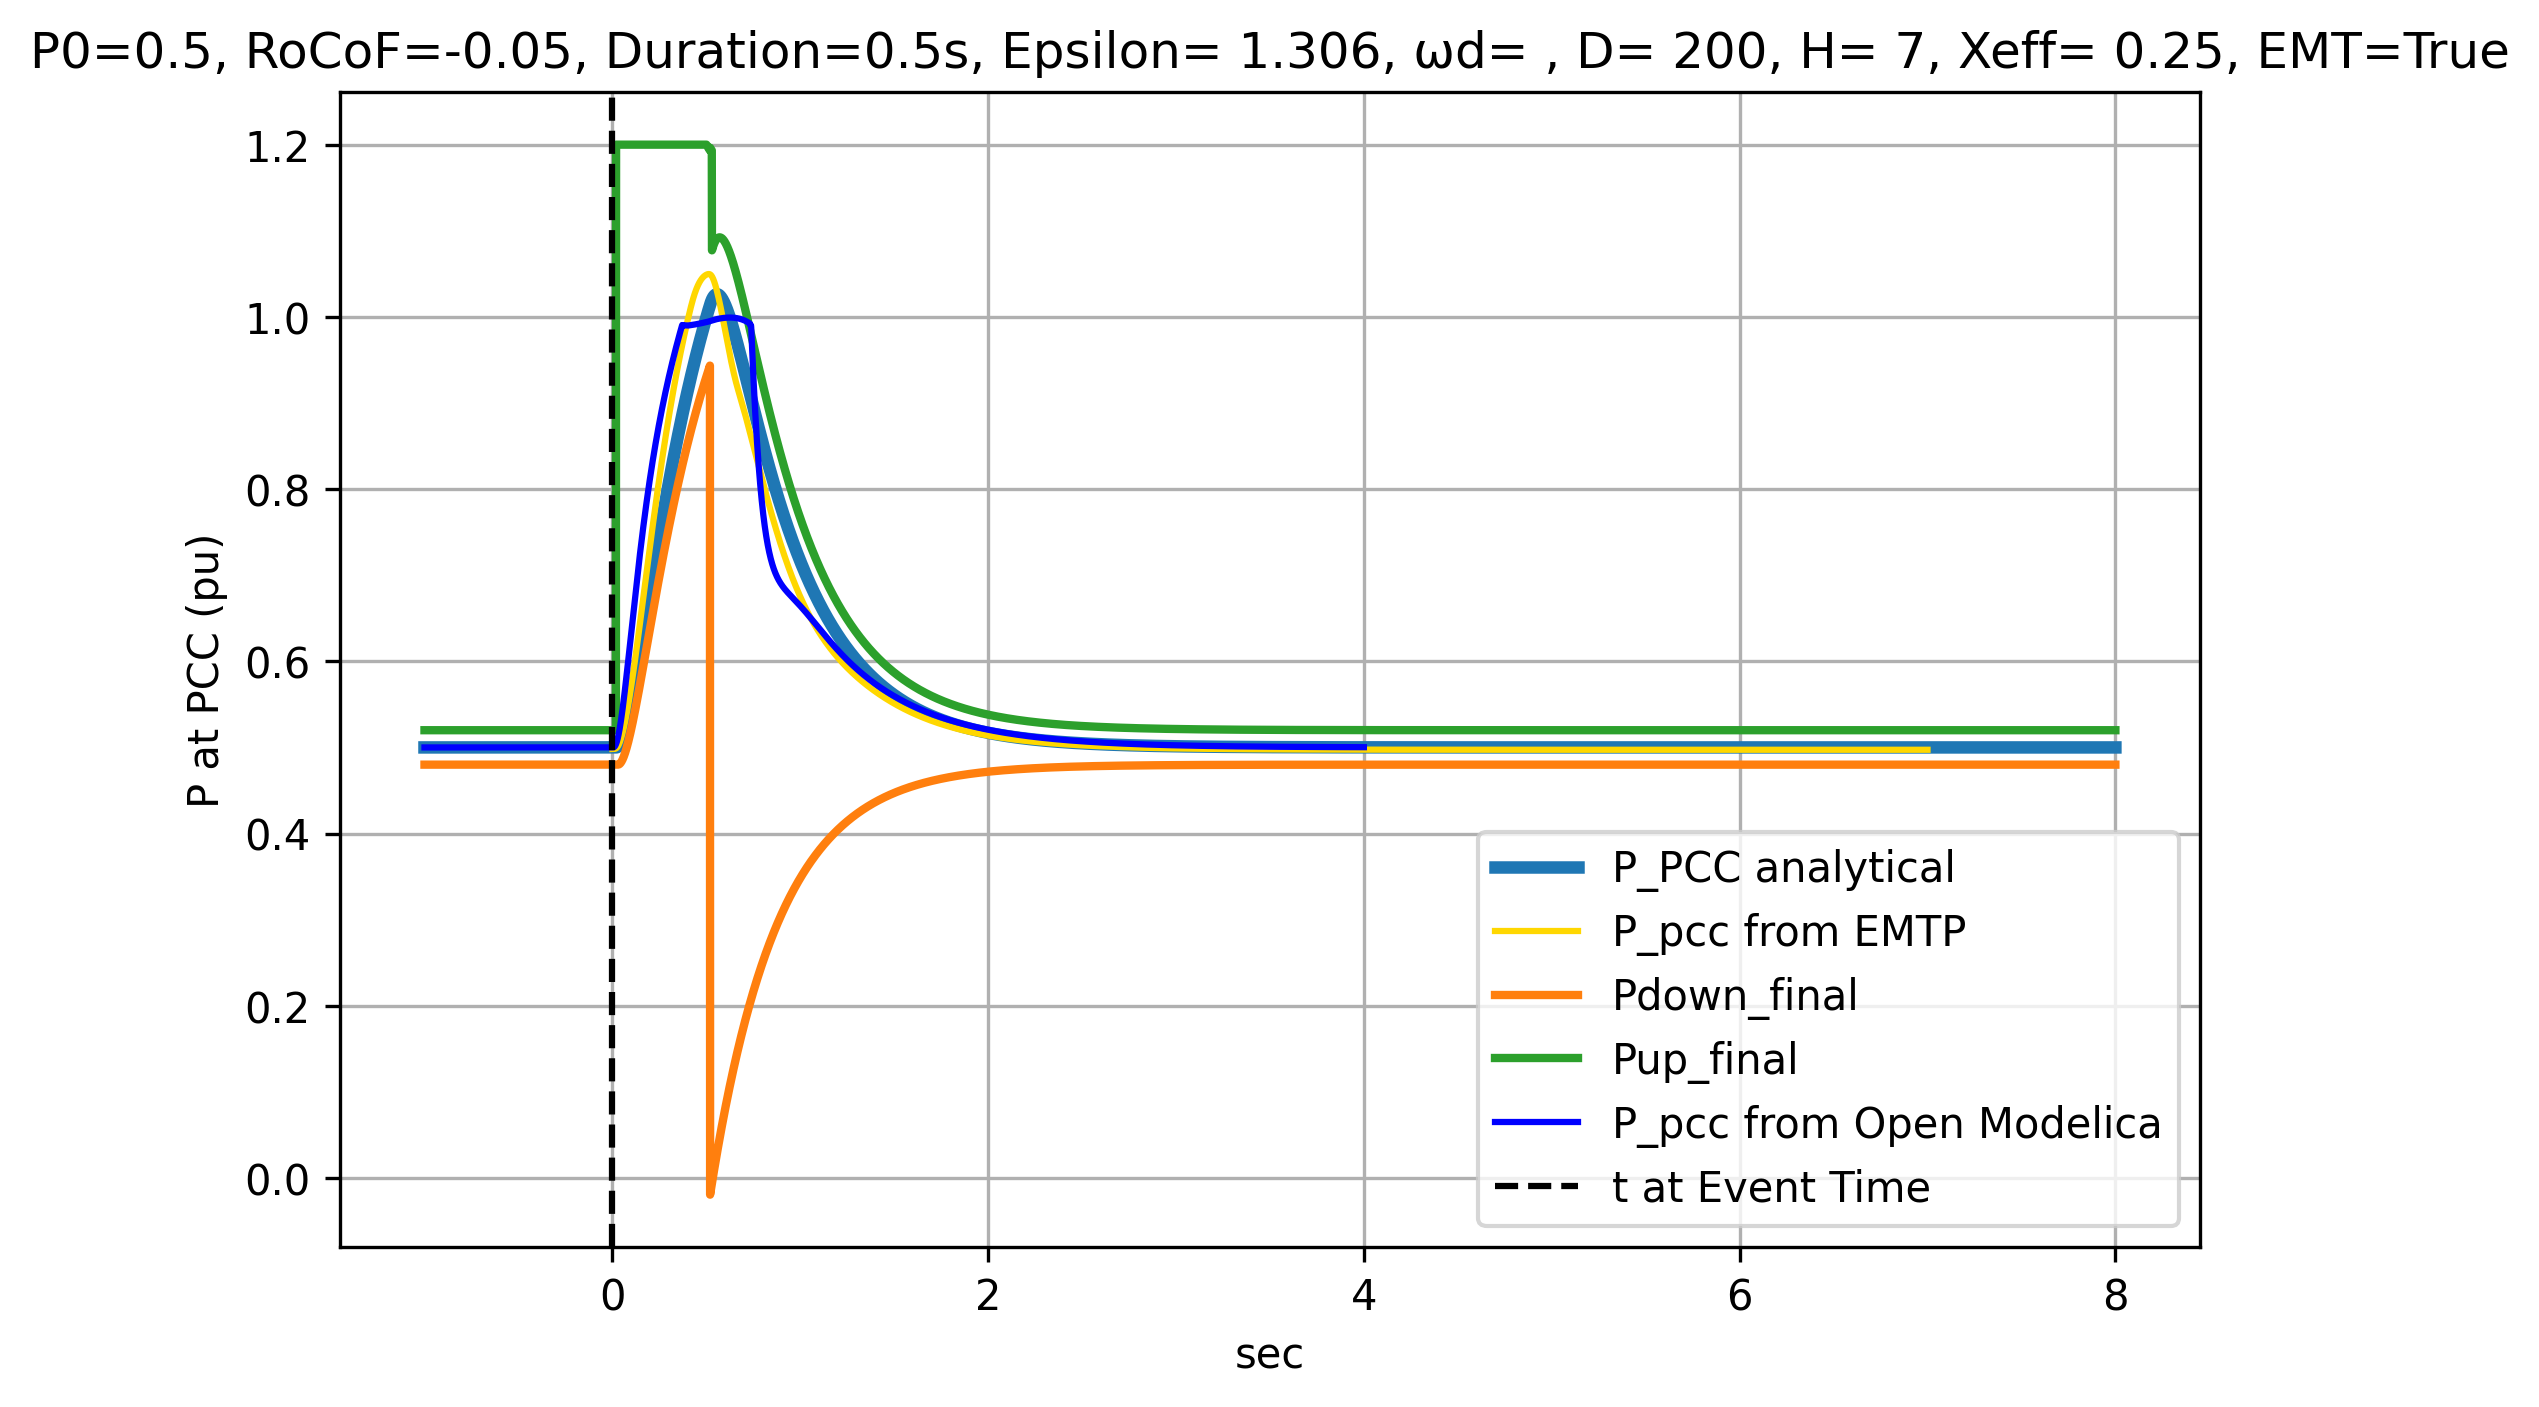 P0=0.5, RoCoF=-0.05, Duration=0.5s, Epsilon= 1.306, ωd= , D= 200, H= 7, Xeff= 0.25, EMT=True
1.2
1.0
0.8
0.6
0.4
0.2
0.0
P at PCC (pu)
P_PCC analytical
P_pcc from EMTP
Pdown_final
Pup_final
P_pcc from Open Modelica
t at Event Time
0 2 4 6 8
sec